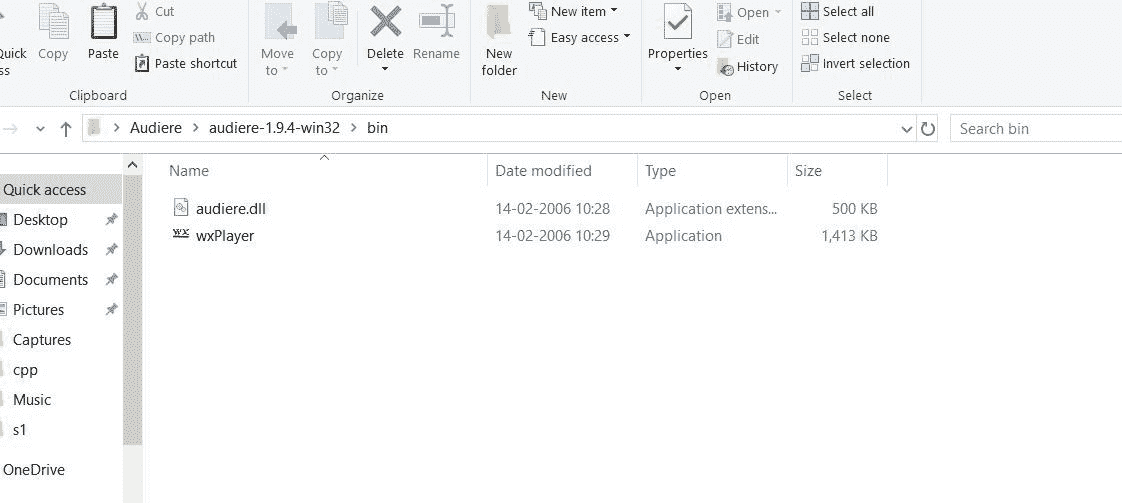 Quick
ss
Copy
Paste
Cut
Copy path
Paste shortcut
Clipboard
Move
to
Copy
to
Delete
Rename
Organize
New
folder
New item
Easy access
New
Properties
Open
Edit
History
Open
Select all
Select none
Invert selection
Select
Audiere > audiere-1.9.4-win32 > bin
Search bin
Name Date modified Type Size
Quick access
Desktop
Downloads
Documents
Pictures
Captures
cpp
Music
s1
OneDrive
audiere.dll 14-02-2006 10:28 Application extens... 500 KB
wx wxPlayer 14-02-2006 10:29 Application 1,413 KB